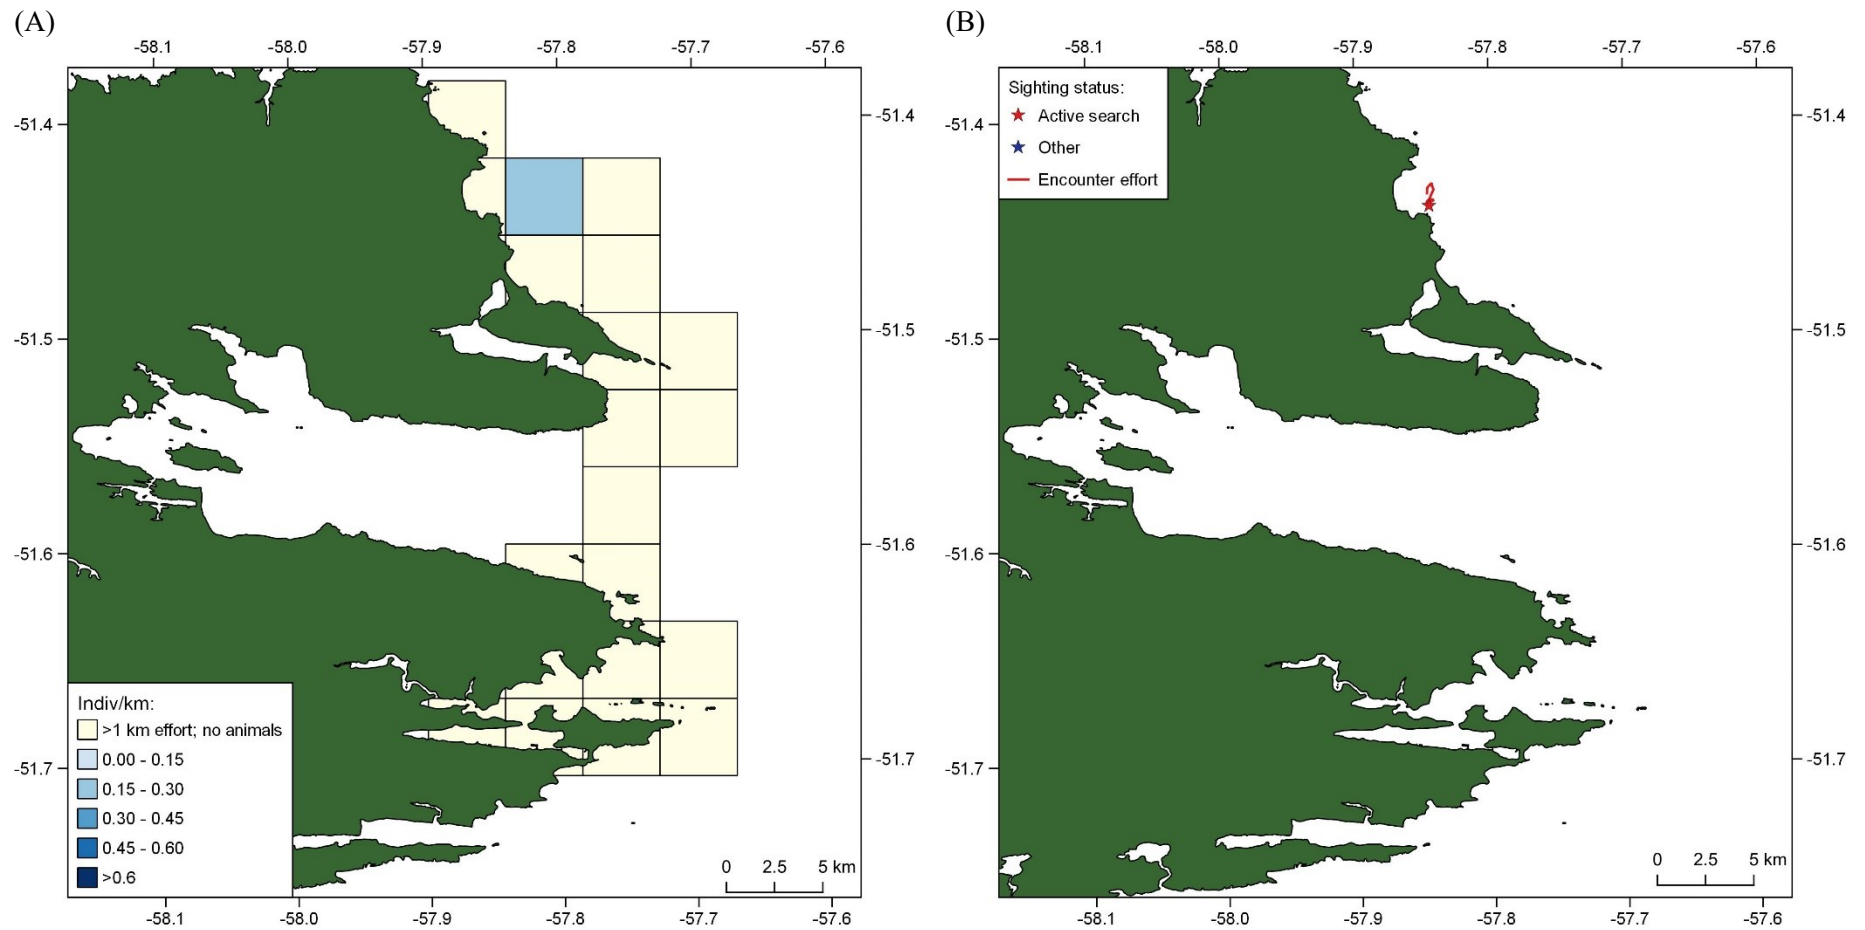 (A)
-58.1 -58.0 -57.9 -57.8 -57.7 -57.6
-51.4 -51.4
-51.5 -51.5
-51.6 -51.6
-51.7 -51.7
Indiv/km:
>1 km effort; no animals
0.00 - 0.15
0.15 - 0.30
0.30 - 0.45
0.45 - 0.60
>0.6
0 2.5 5 km
-58.1 -58.0 -57.9 -57.8 -57.7
(B)
-58.1 -58.0 -57.9 -57.8 -57.7 -57.6
Sighting status:
Active search
Other
Encounter effort
-51.4 -51.4
-51.5 -51.5
-51.6 -51.6
-51.7 -51.7
0 2.5 5 km
-58.1 -58.0 -57.9 -57.8 -57.7 -57.6